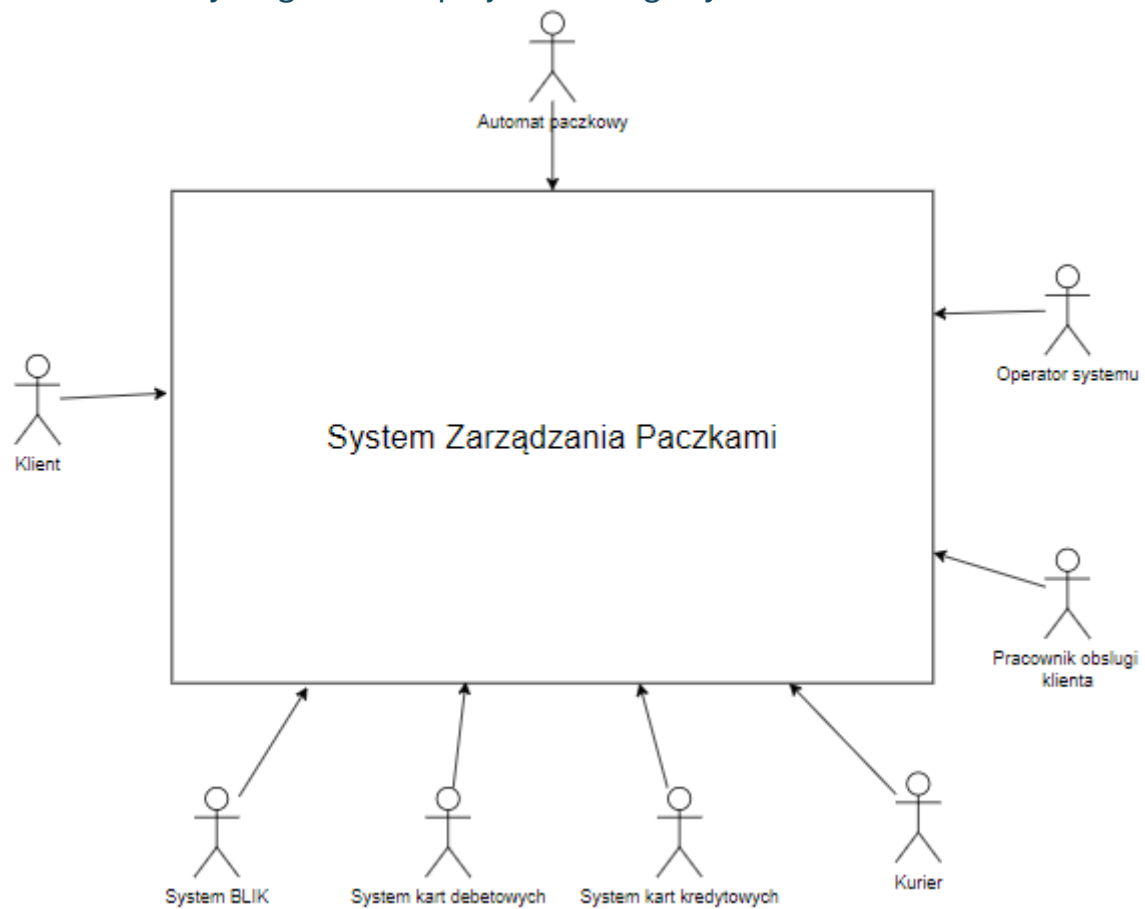 Automat paczkowy
Operator systemu
Klient
System Zarządzania Paczkami
Pracownik obslugi
klienta
System BLIK
System kart debetowych
System kart kredytowych
Kurier